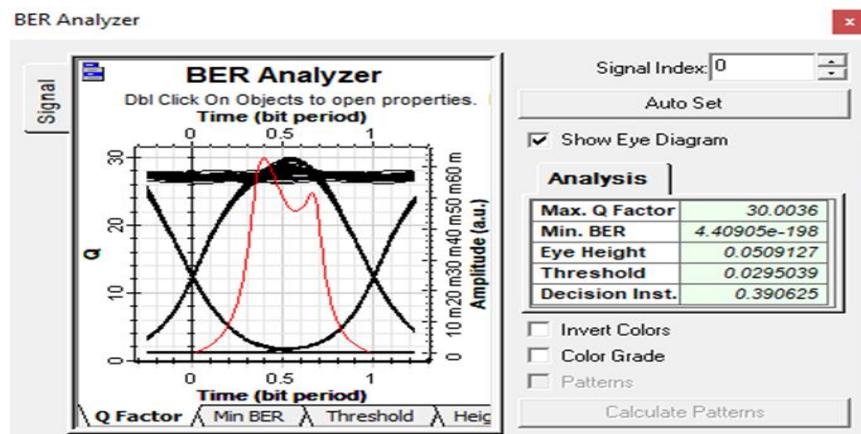 BER Analyzer
x
Signal
BER Analyzer
Dbl Click On Objects to open properties.
Time (bit period)
0 0.5 1
Q
30
20
10
0
Amplitude (a.u.)
0 10 m 20 m 30 m 40 m 50 m 60 m
0 0.5 1
Time (bit period)
Q Factor Min BER Threshold Heig
Signal Index: 0
Auto Set
Show Eye Diagram
Analysis
Max. Q Factor 30.0036
Min. BER 4.40905e-198
Eye Height 0.0509127
Threshold 0.0295039
Decision Inst. 0.390625
Invert Colors
Color Grade
Patterns
Calculate Patterns